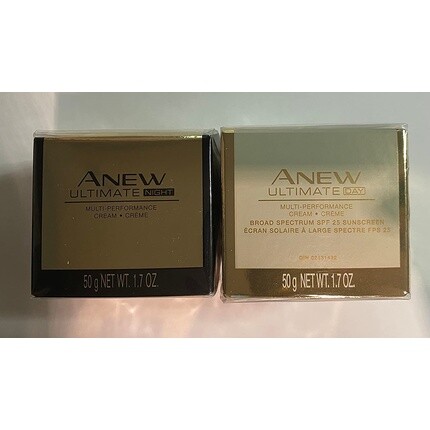 ANEW
ULTIMATE NIGHT
MULTI-PERFORMANCE
CREAM • CRÈME
50 g NET WT. 1.7 OZ.
ANEW
ULTIMATE DAY
MULTI-PERFORMANCE
CREAM • CRÈME
BROAD SPECTRUM SPF 25 SUNSCREEN
ÉCRAN SOLAIRE À LARGE SPECTRE FPS 25
50 g NET WT. 1.7 OZ.